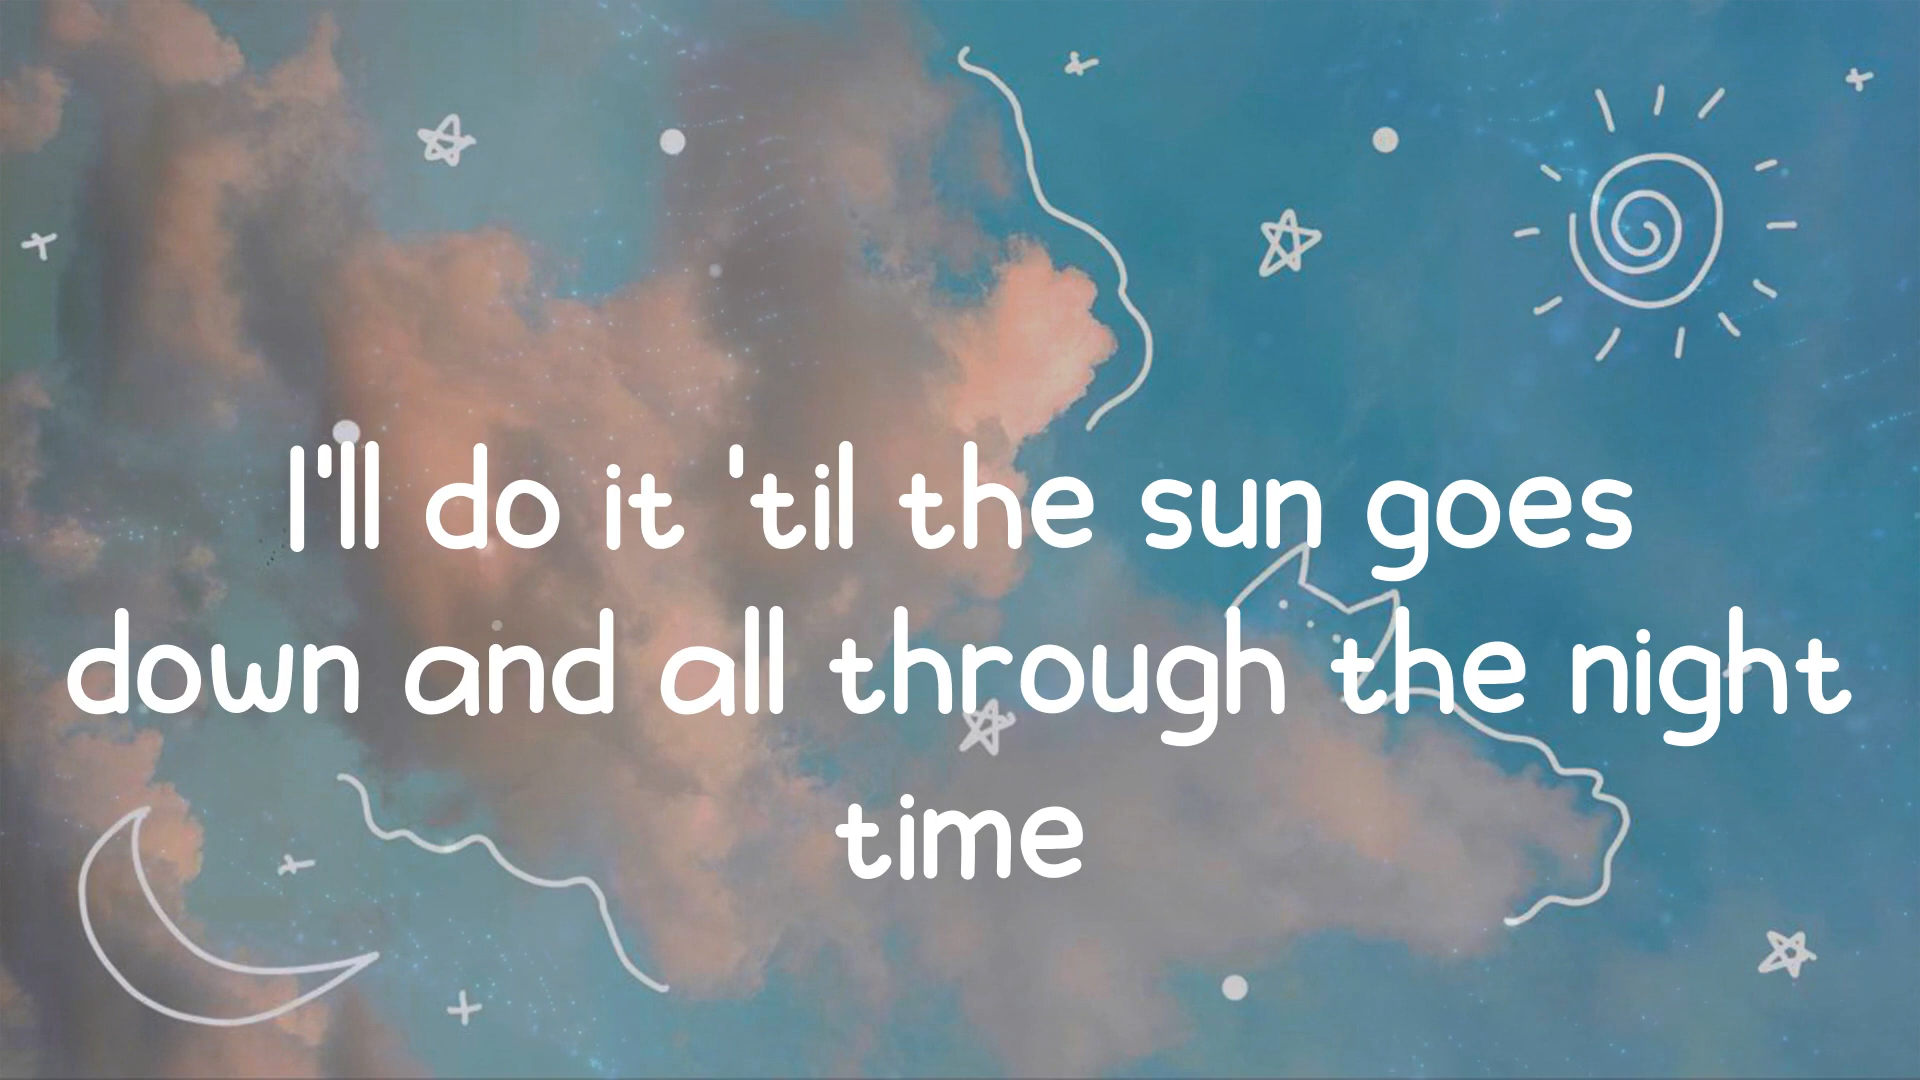 I'll do it 'til the sun goes
down and all through the night
time